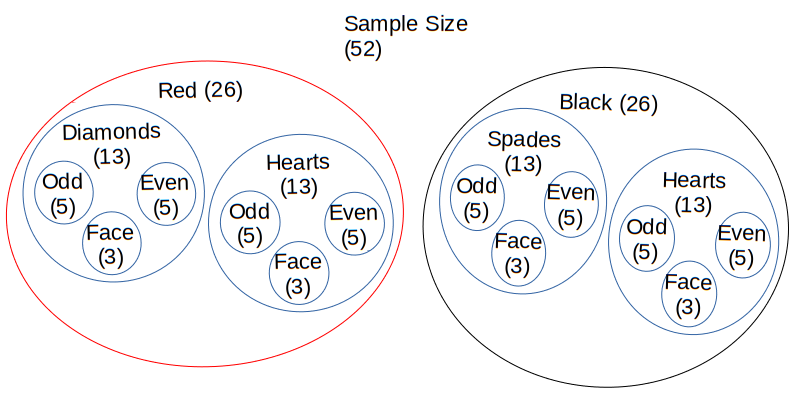 Sample Size
(52)
Red (26)
Diamonds
(13)
Odd
(5)
Even
(5)
Face
(3)
Hearts
(13)
Odd
(5)
Even
(5)
Face
(3)
Black (26)
Spades
(13)
Odd
(5)
Even
(5)
Face
(3)
Hearts
(13)
Odd
(5)
Even
(5)
Face
(3)